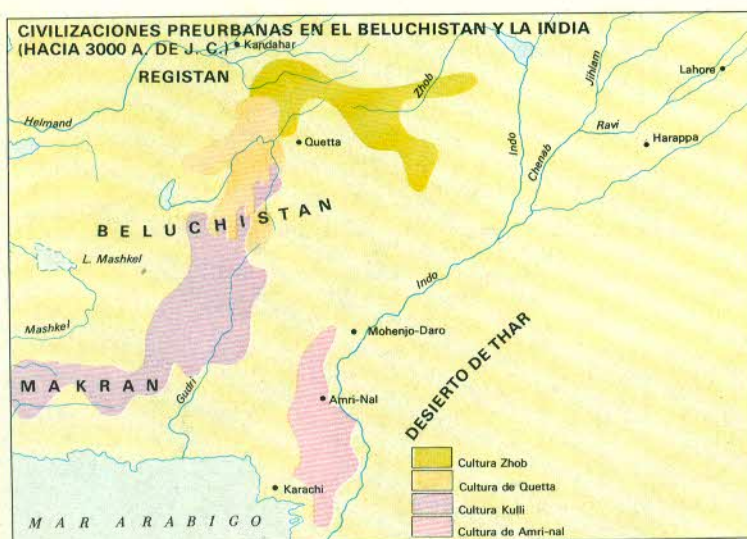 CIVILIZACIONES PREURBANAS EN EL BELUCHISTAN Y LA INDIA
(HACIA 3000 A. DE J. C.)
Kandahar
REGISTAN
Lahore
Zhob
Jihlam
Helmand
Indo
Ravi
Chenab
Harappa
Quetta
BELUCHISTAN
L. Mashkel
Indo
Mashkel
Mohenjo-Daro
DESIERTO DE THAR
MAKRAN
Gudri
Amri-Nal
Cultura Zhob
Cultura de Quetta
Karachi
Cultura Kulli
MAR ARABIGO
Cultura de Amri-nal